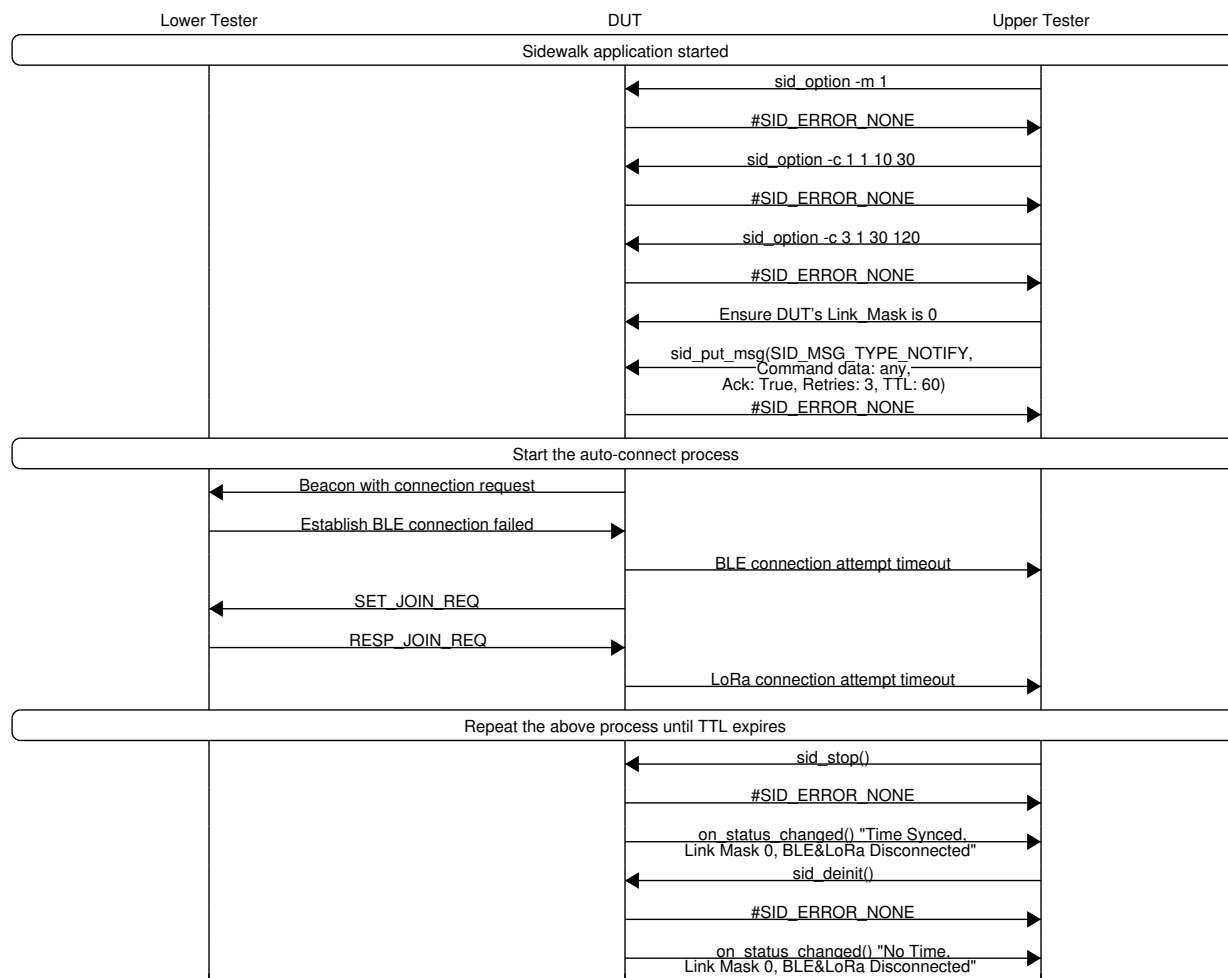 Lower Tester DUT Upper Tester
Sidewalk application started
sid_option -m 1
#SID_ERROR_NONE
sid_option -c 1 1 10 30
#SID_ERROR_NONE
sid_option -c 3 1 30 120
#SID_ERROR_NONE
Ensure DUT's Link_Mask is 0
sid_put_msg(SID_MSG_TYPE_NOTIFY,
Command data: any,
Ack: True, Retries: 3, TTL: 60)
#SID_ERROR_NONE
Start the auto-connect process
Beacon with connection request
Establish BLE connection failed
BLE connection attempt timeout
SET_JOIN_REQ
RESP_JOIN_REQ
LoRa connection attempt timeout
Repeat the above process until TTL expires
sid_stop()
#SID_ERROR_NONE
on_status_changed() "Time Synced,
Link Mask 0, BLE&LoRa Disconnected"
sid_deinit()
#SID_ERROR_NONE
on_status_changed() "No Time,
Link Mask 0, BLE&LoRa Disconnected"